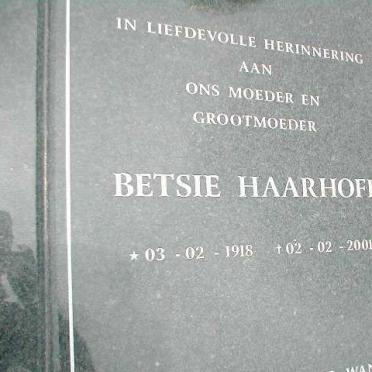 IN LIEFDEVOLLE HERINNERING
AAN
ONS MOEDER EN
GROOTMOEDER
BETSIE HAARHOFF
★ 03 - 02 - 1918 † 02 - 02 - 2001